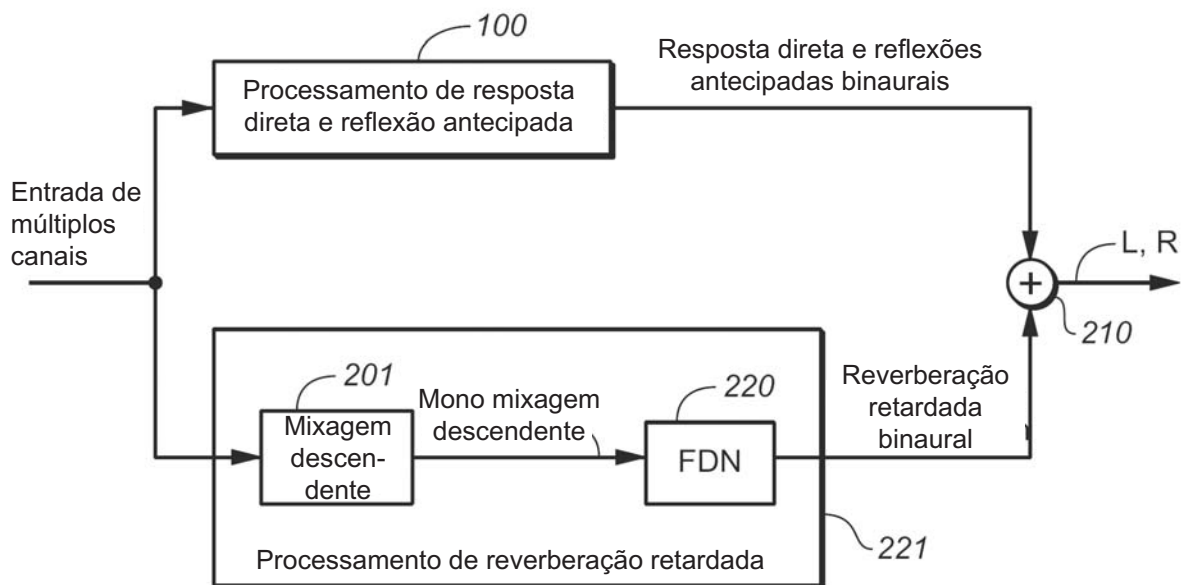 100
Processamento de resposta
direta e reflexão antecipada
Resposta direta e reflexões
antecipadas binaurais
Entrada de
múltiplos
canais
L, R
+
210
201
Mixagem
descen-
dente
Mono mixagem
descendente
220
FDN
Reverberação
retardada
binaural
Processamento de reverberação retardada
221